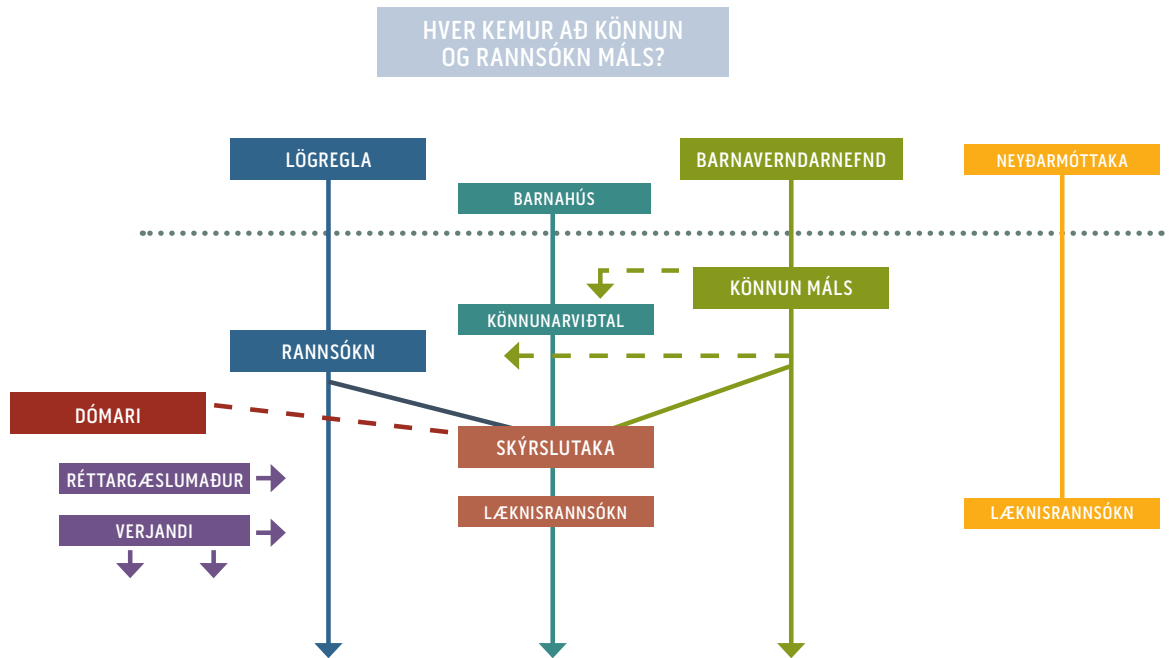 HVER KEMUR AÐ KÖNNUN
OG RANNSÓKN MÁLS?
LÖGREGLA
BARNAVERNDARNEFND
NEYÐARMÓTTAKA
BARNAHÚS
KÖNNUN MÁLS
KÖNNUNARVIÐTAL
RANNSÓKN
DÓMARI
SKÝRSLUTAKA
RÉTTARGÆSLUMAÐUR
LÆKNISRANNSÓKN
LÆKNISRANNSÓKN
VERJANDI